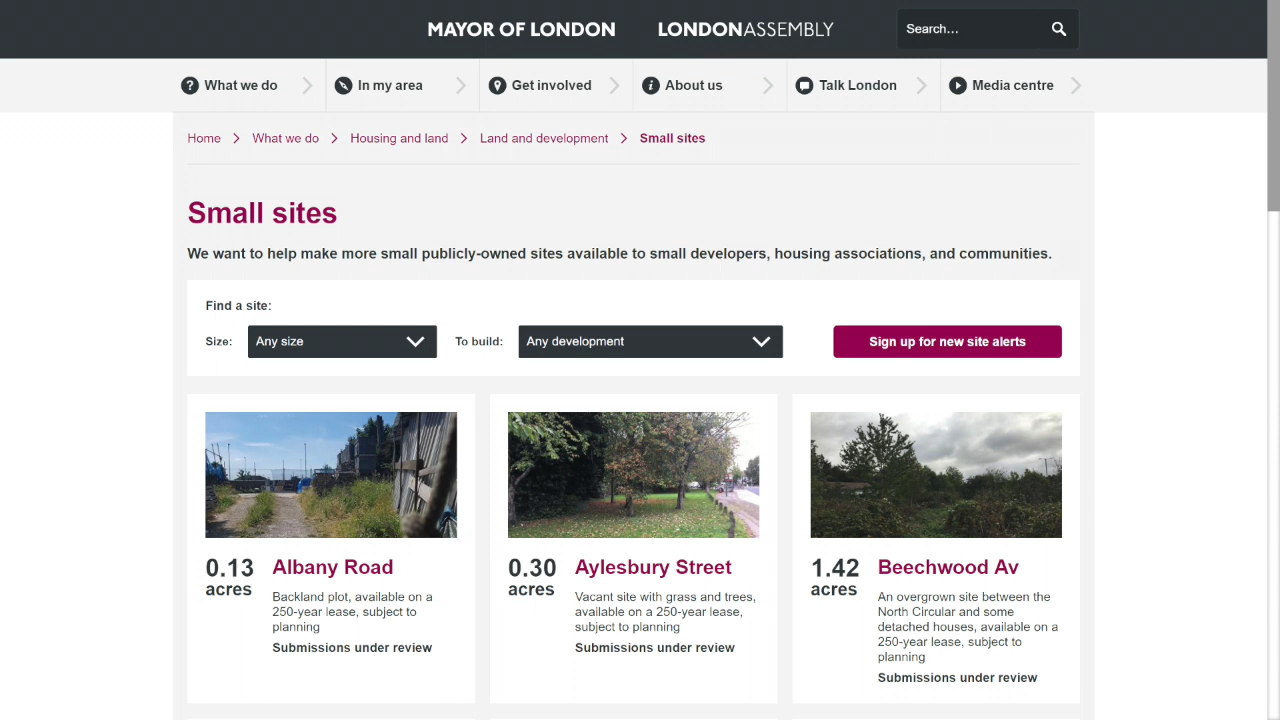 MAYOR OF LONDON
LONDONASSEMBLY
Search...
What we do
In my area
Get involved
About us
Talk London
Media centre
Home
What we do
Housing and land
Land and development
Small sites
Small sites
We want to help make more small publicly-owned sites available to small developers, housing associations, and communities.
Find a site:
Size:
Any size
To build:
Any development
Sign up for new site alerts
0.13
acres
Albany Road
Backland plot, available on a
250-year lease, subject to
planning
Submissions under review
0.30
acres
Aylesbury Street
Vacant site with grass and trees,
available on a 250-year lease,
subject to planning
Submissions under review
1.42
acres
Beechwood Av
An overgrown site between the
North Circular and some
detached houses, available on a
250-year lease, subject to
planning
Submissions under review